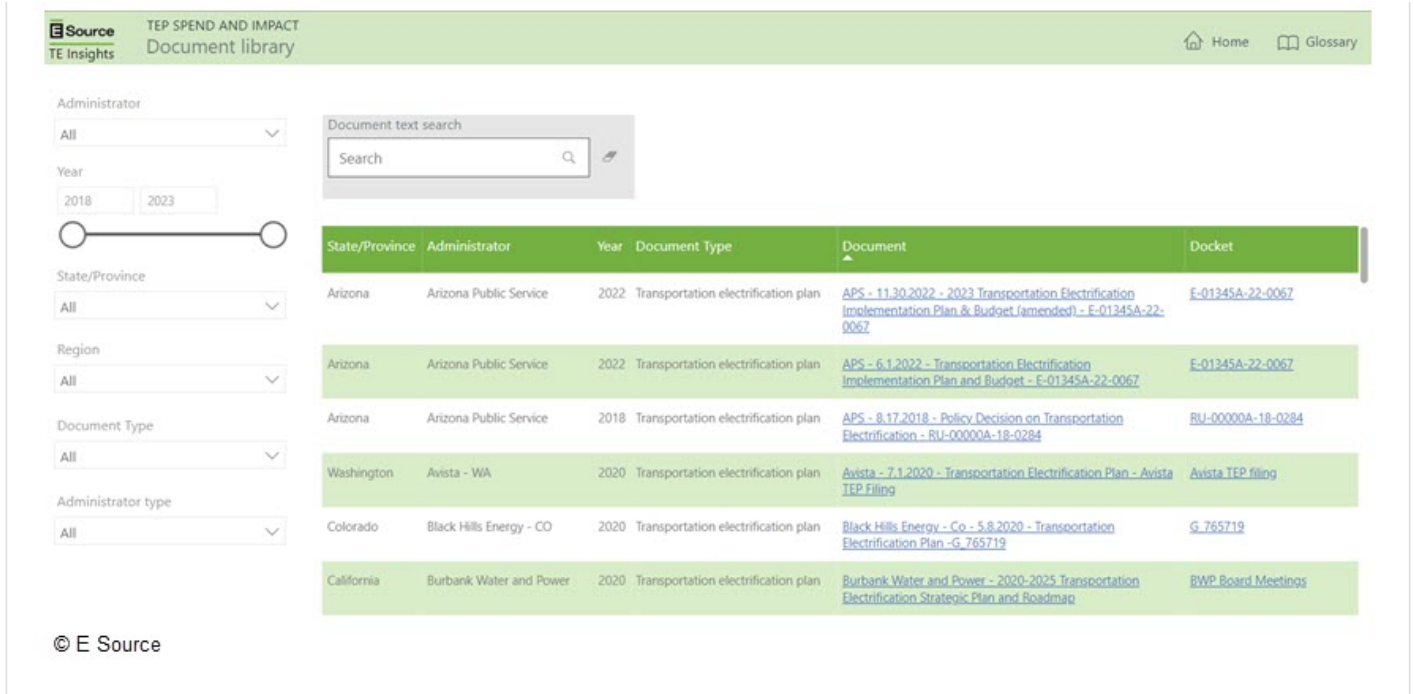 E Source
TE Insights
TEP SPEND AND IMPACT
Document library
Home
Glossary
Administrator
All
Year
2018
2023
State/Province
All
Region
All
Document Type
All
Administrator type
All
Document text search
Search
State/Province Administrator Year Document Type Document Docket
Arizona Arizona Public Service 2022 Transportation electrification plan APS - 11.30.2022 - 2023 Transportation Electrification E-01345A-22-0067
Implementation Plan & Budget (amended) - E-01345A-22-
0067
Arizona Arizona Public Service 2022 Transportation electrification plan APS - 6.1.2022 - Transportation Electrification E-01345A-22-0067
Implementation Plan and Budget - E-01345A-22-0067
Arizona Arizona Public Service 2018 Transportation electrification plan APS - 8.17.2018 - Policy Decision on Transportation RU-00000A-18-0284
Electrification - RU-00000A-18-0284
Washington Avista - WA 2020 Transportation electrification plan Avista - 7.1.2020 - Transportation Electrification Plan - Avista Avista TEP filing
TEP Filing
Colorado Black Hills Energy - CO 2020 Transportation electrification plan Black Hills Energy - Co - 5.8.2020 - Transportation G_765719
Electrification Plan -G_765719
California Burbank Water and Power 2020 Transportation electrification plan Burbank Water and Power - 2020-2025 Transportation BWP Board Meetings
Electrification Strategic Plan and Roadmap
© E Source